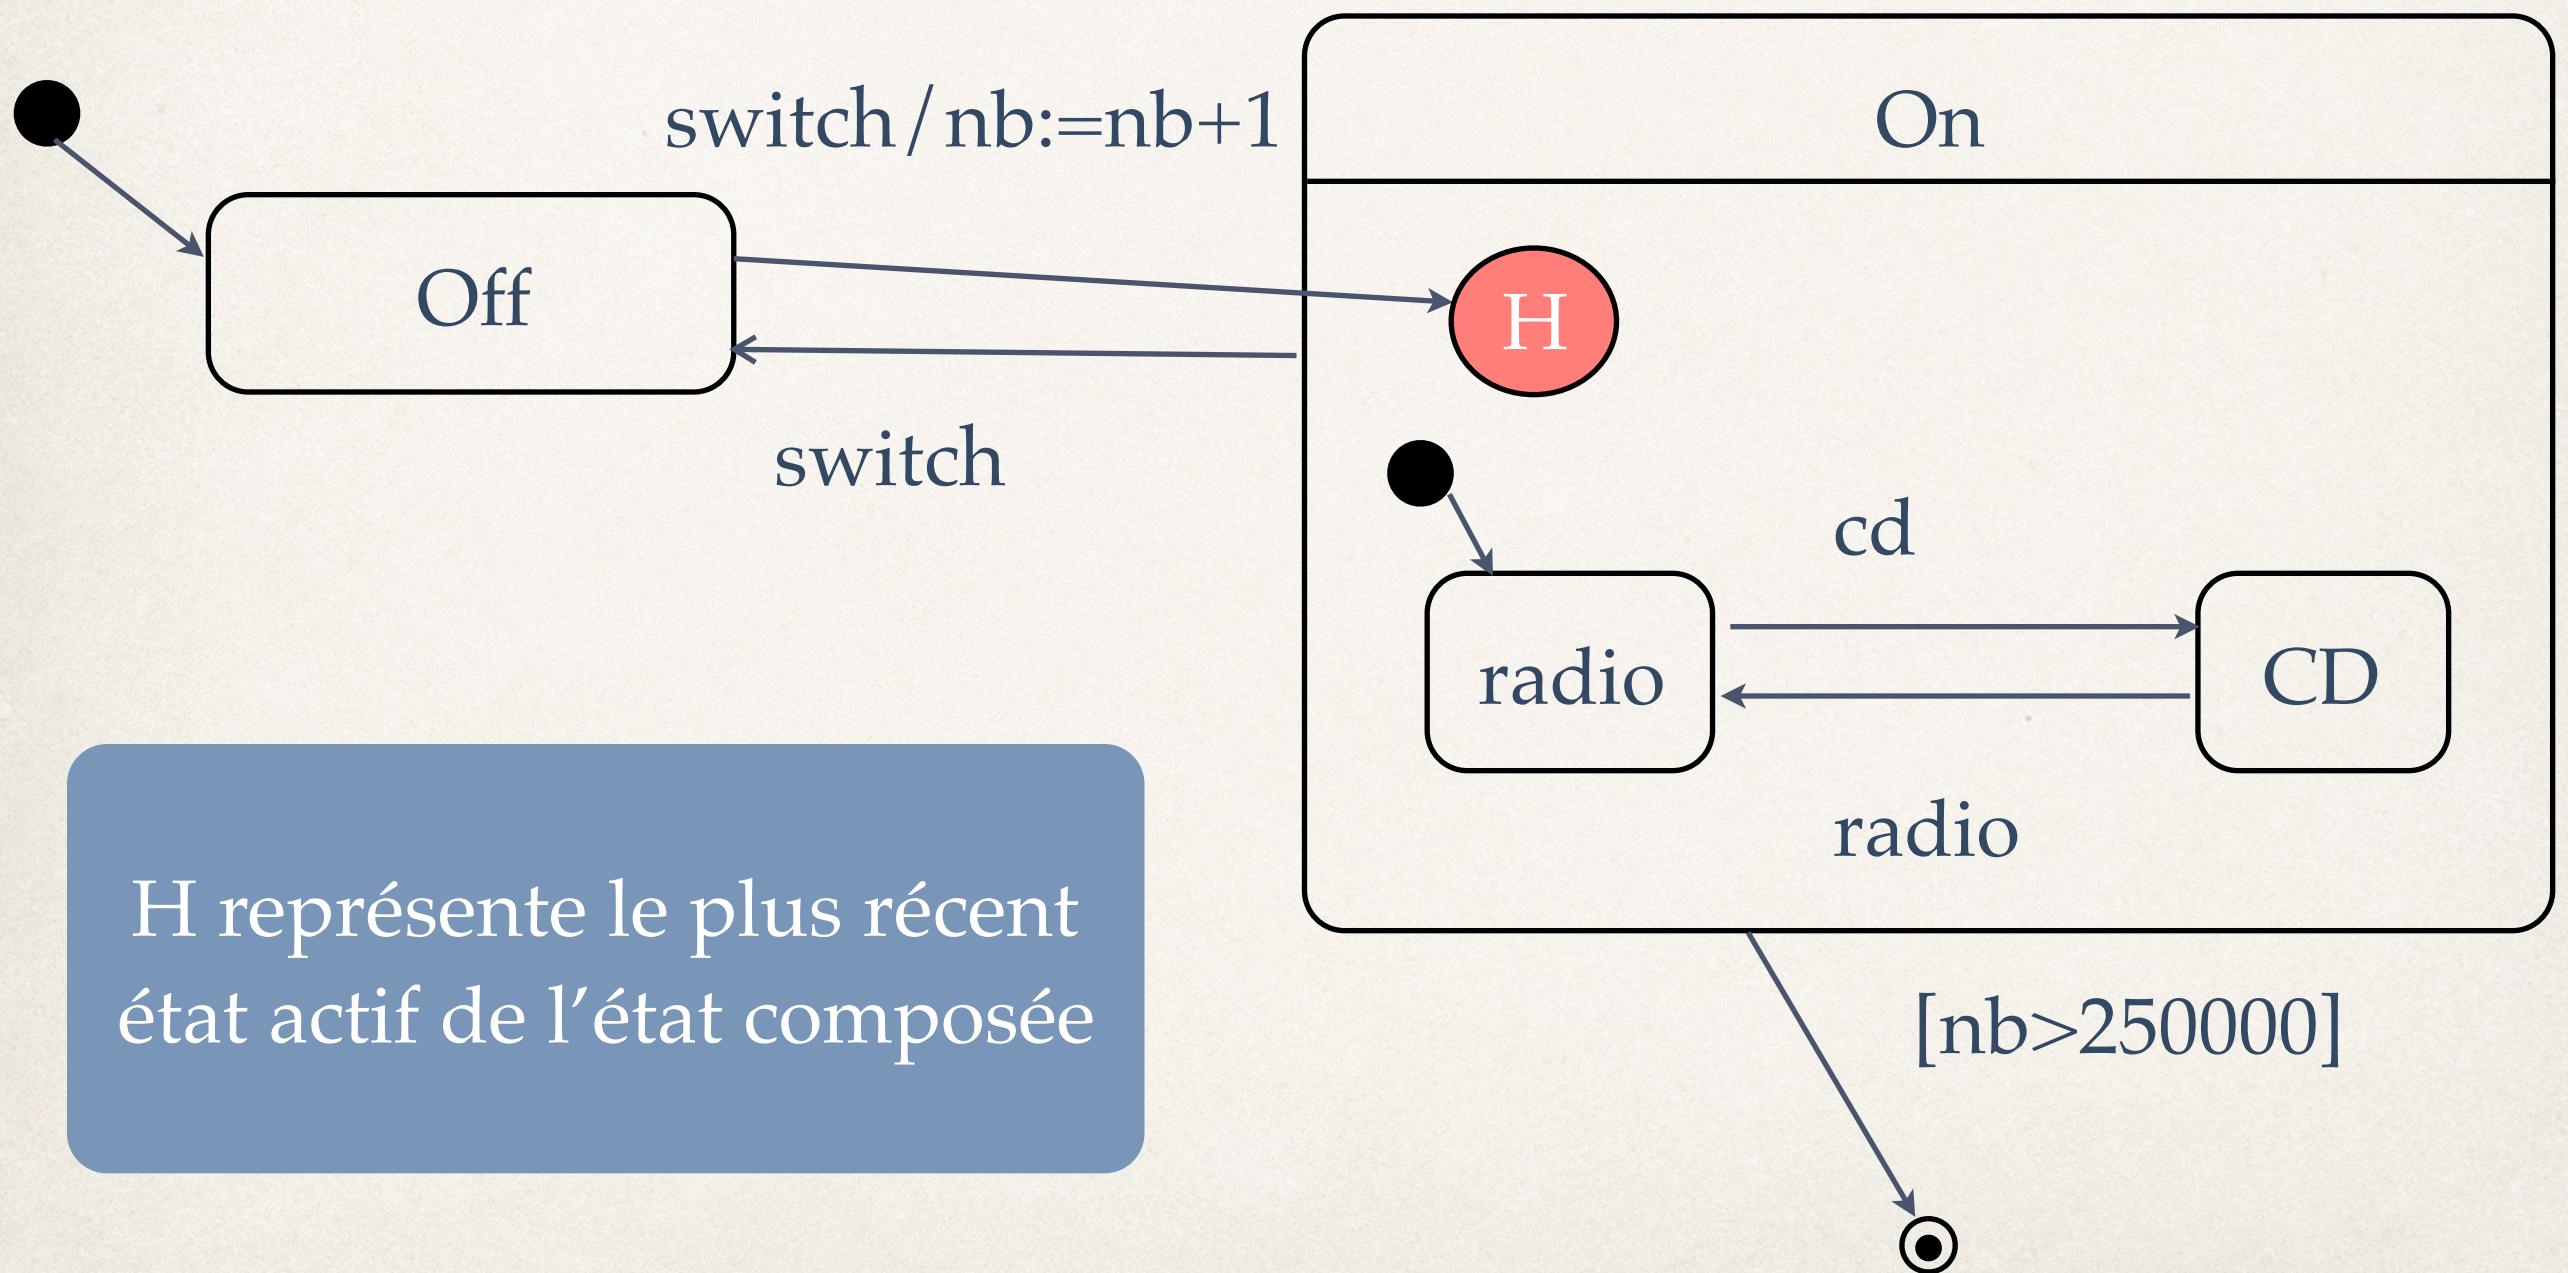 switch/nb:=nb+1
On
Off
H
switch
cd
radio
CD
radio
H représente le plus récent
état actif de l’état composée
[nb>250000]